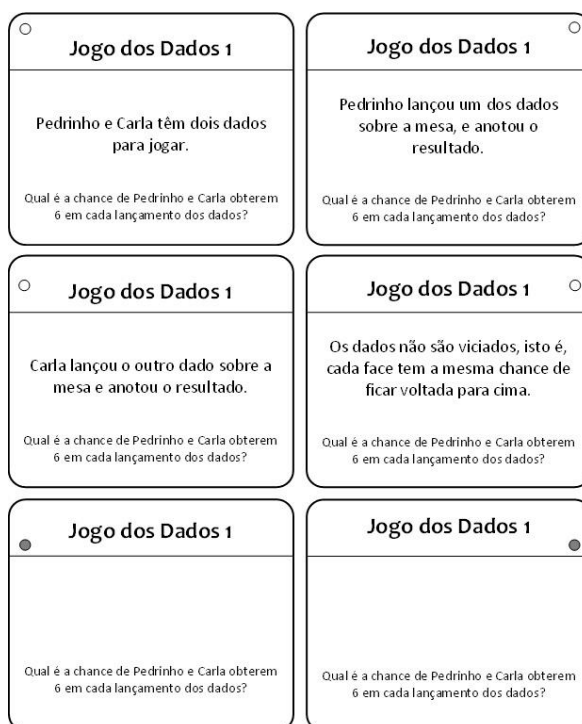 Jogo dos Dados 1
Pedrinho e Carla têm dois dados
para jogar.
Qual é a chance de Pedrinho e Carla obterem
6 em cada lançamento dos dados?
Jogo dos Dados 1
Pedrinho lançou um dos dados
sobre a mesa, e anotou o
resultado.
Qual é a chance de Pedrinho e Carla obterem
6 em cada lançamento dos dados?
Jogo dos Dados 1
Carla lançou o outro dado sobre a
mesa e anotou o resultado.
Qual é a chance de Pedrinho e Carla obterem
6 em cada lançamento dos dados?
Jogo dos Dados 1
Os dados não são viciados, isto é,
cada face tem a mesma chance de
ficar voltada para cima.
Qual é a chance de Pedrinho e Carla obterem
6 em cada lançamento dos dados?
Jogo dos Dados 1
Qual é a chance de Pedrinho e Carla obterem
6 em cada lançamento dos dados?
Jogo dos Dados 1
Qual é a chance de Pedrinho e Carla obterem
6 em cada lançamento dos dados?